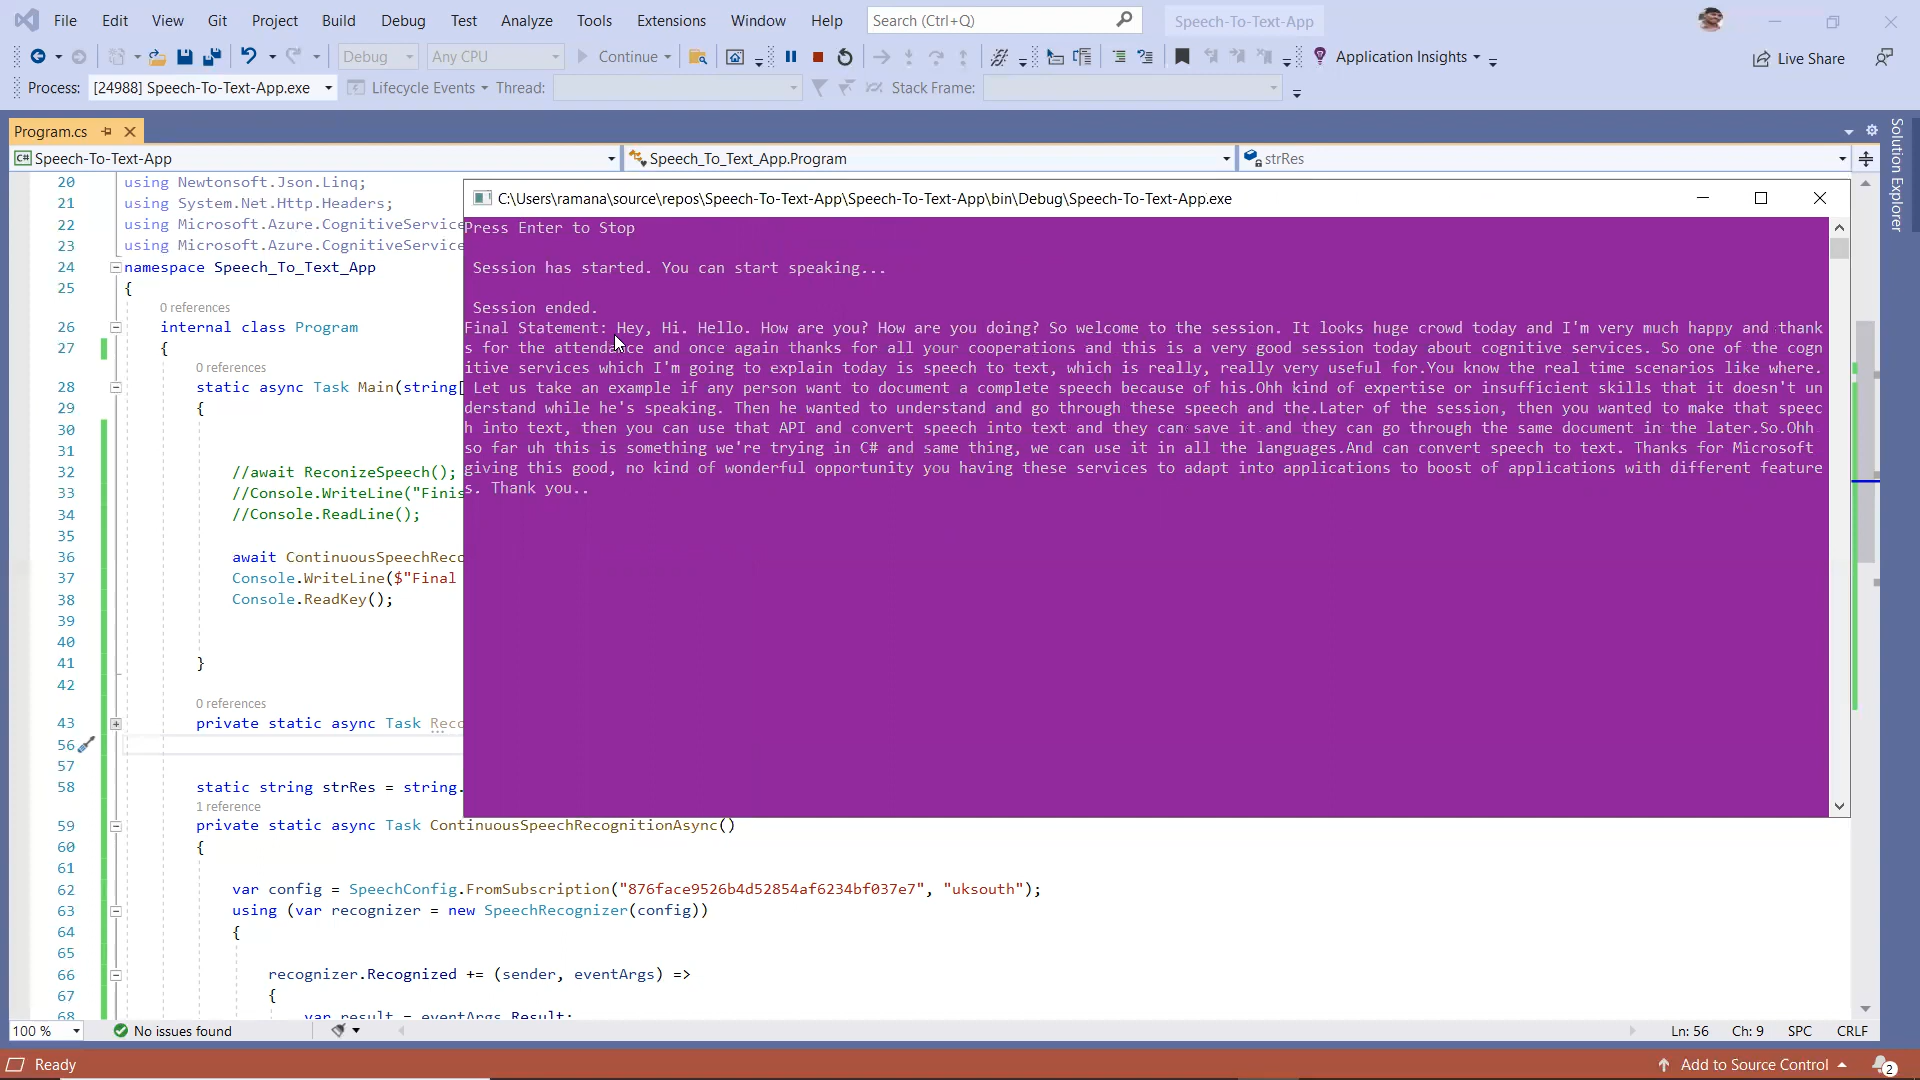 File Edit View Git Project Build Debug Test Analyze Tools Extensions Window Help Search (Ctrl+Q) Speech-To-Text-App
Debug Any CPU Continue Application Insights Live Share
Process: [24988] Speech-To-Text-App.exe Lifecycle Events Thread: Stack Frame:
Program.cs
C# Speech-To-Text-App Speech_To_Text_App.Program strRes
Solution Explorer
C:\Users\ramana\source\repos\Speech-To-Text-App\Speech-To-Text-App\bin\Debug\Speech-To-Text-App.exe
Press Enter to Stop
Session has started. You can start speaking...
Session ended.
Final Statement: Hey, Hi. Hello. How are you? How are you doing? So welcome to the session. It looks huge crowd today and I'm very much happy and thank
s for the attendance and once again thanks for all your cooperations and this is a very good session today about cognitive services. So one of the cogn
itive services which I'm going to explain today is speech to text, which is really, really very useful for.You know the real time scenarios like where.
Let us take an example if any person want to document a complete speech because of his.Ohh kind of expertise or insufficient skills that it doesn't un
derstand while he's speaking. Then he wanted to understand and go through these speech and the.Later of the session, then you wanted to make that speec
h into text, then you can use that API and convert speech into text and they can save it and they can go through the same document in the later.So.Ohh
so far uh this is something we're trying in C# and same thing, we can use it in all the languages.And can convert speech to text. Thanks for Microsoft
giving this good, no kind of wonderful opportunity you having these services to adapt into applications to boost of applications with different feature
s. Thank you..
20 using Newtonsoft.Json.Linq;
21 using System.Net.Http.Headers;
22 using Microsoft.Azure.CognitiveService
23 using Microsoft.Azure.CognitiveService
24 namespace Speech_To_Text_App
25 {
0 references
26 internal class Program
27 {
0 references
28 static async Task Main(string[
29 {
30
31
32 //await ReconizeSpeech();
33 //Console.WriteLine("Finis
34 //Console.ReadLine();
35
36 await ContinuousSpeechReco
37 Console.WriteLine($"Final
38 Console.ReadKey();
39
40
41 }
42
0 references
43 private static async Task Reco
56
57
58 static string strRes = string.
1 reference
59 private static async Task ContinuousSpeechRecognitionAsync()
60 {
61
62 var config = SpeechConfig.FromSubscription("876face9526b4d52854af6234bf037e7", "uksouth");
63 using (var recognizer = new SpeechRecognizer(config))
64 {
65
66 recognizer.Recognized += (sender, eventArgs) =>
67 {
68 var result = eventArgs.Result;
100 % No issues found Ln: 56 Ch: 9 SPC CRLF
Ready Add to Source Control 2